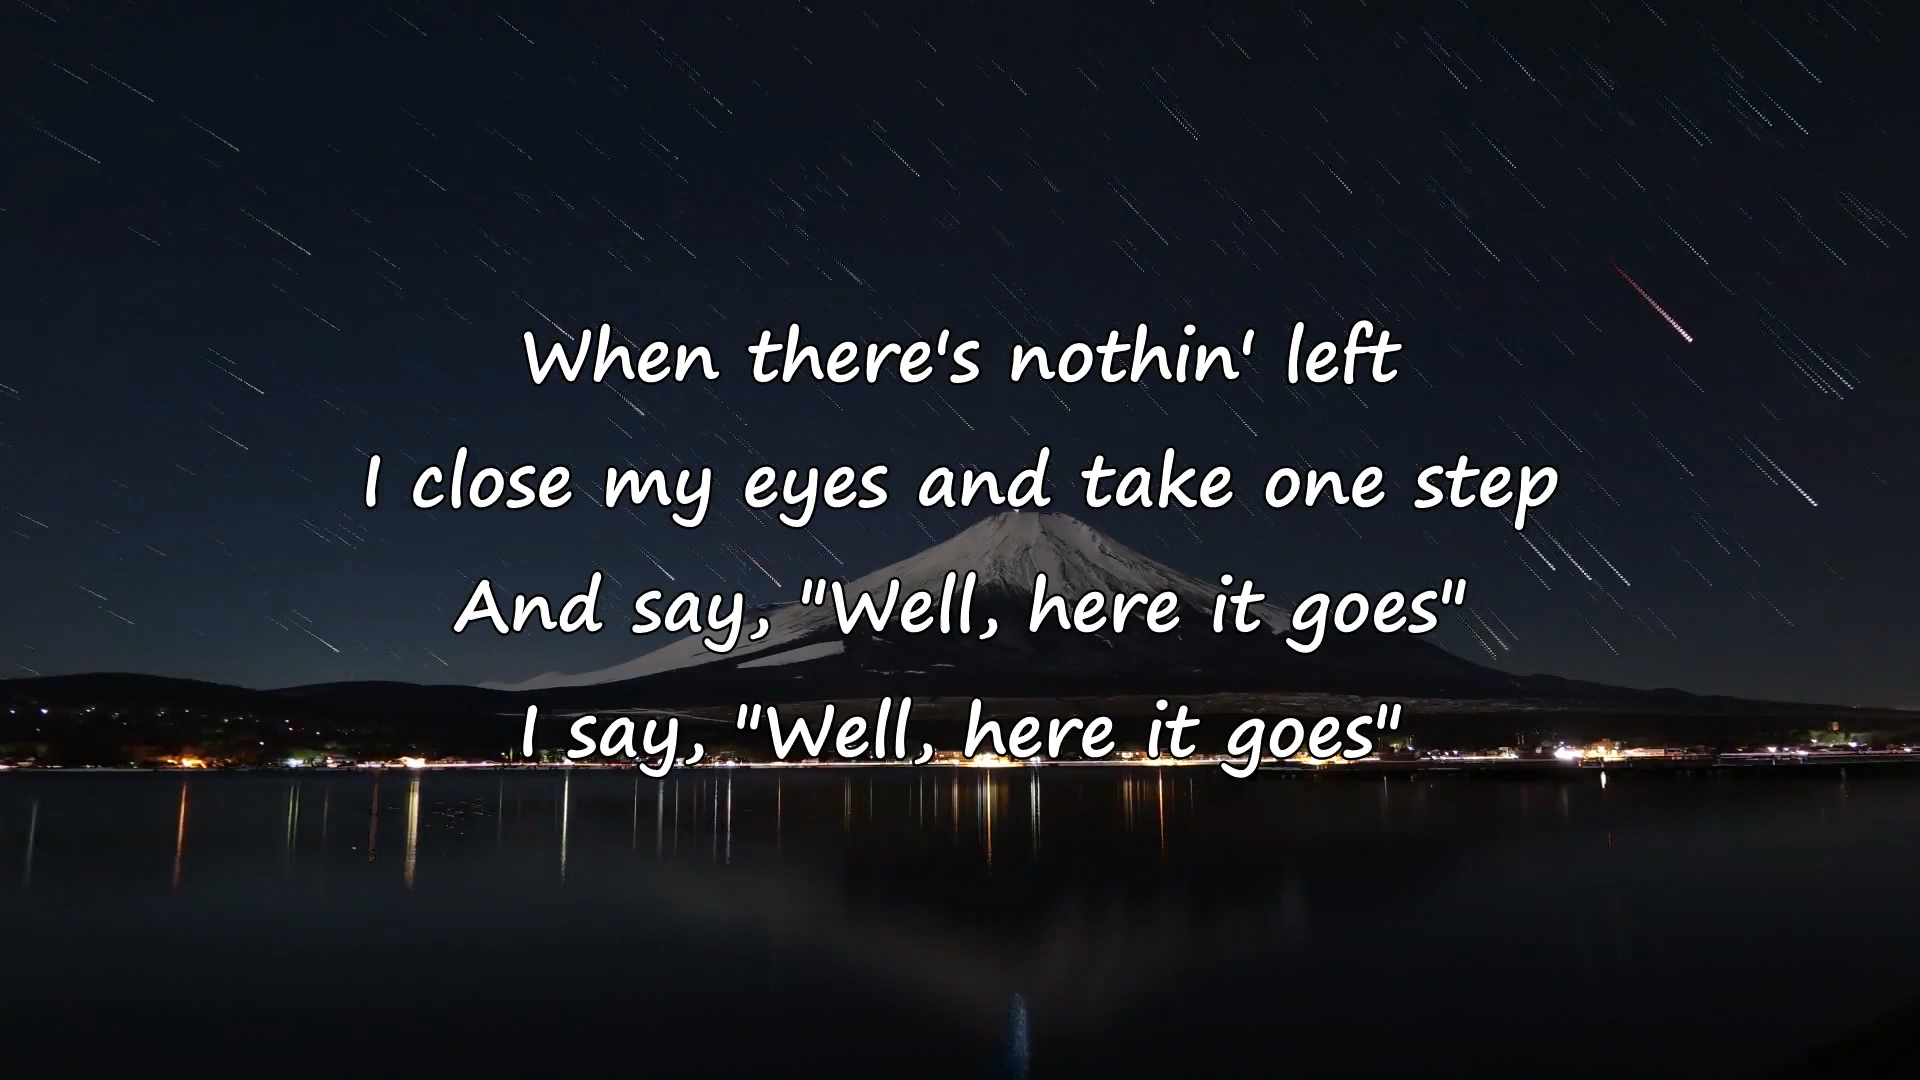 When there's nothin' left
I close my eyes and take one step
And say, "Well, here it goes"
I say, "Well, here it goes"